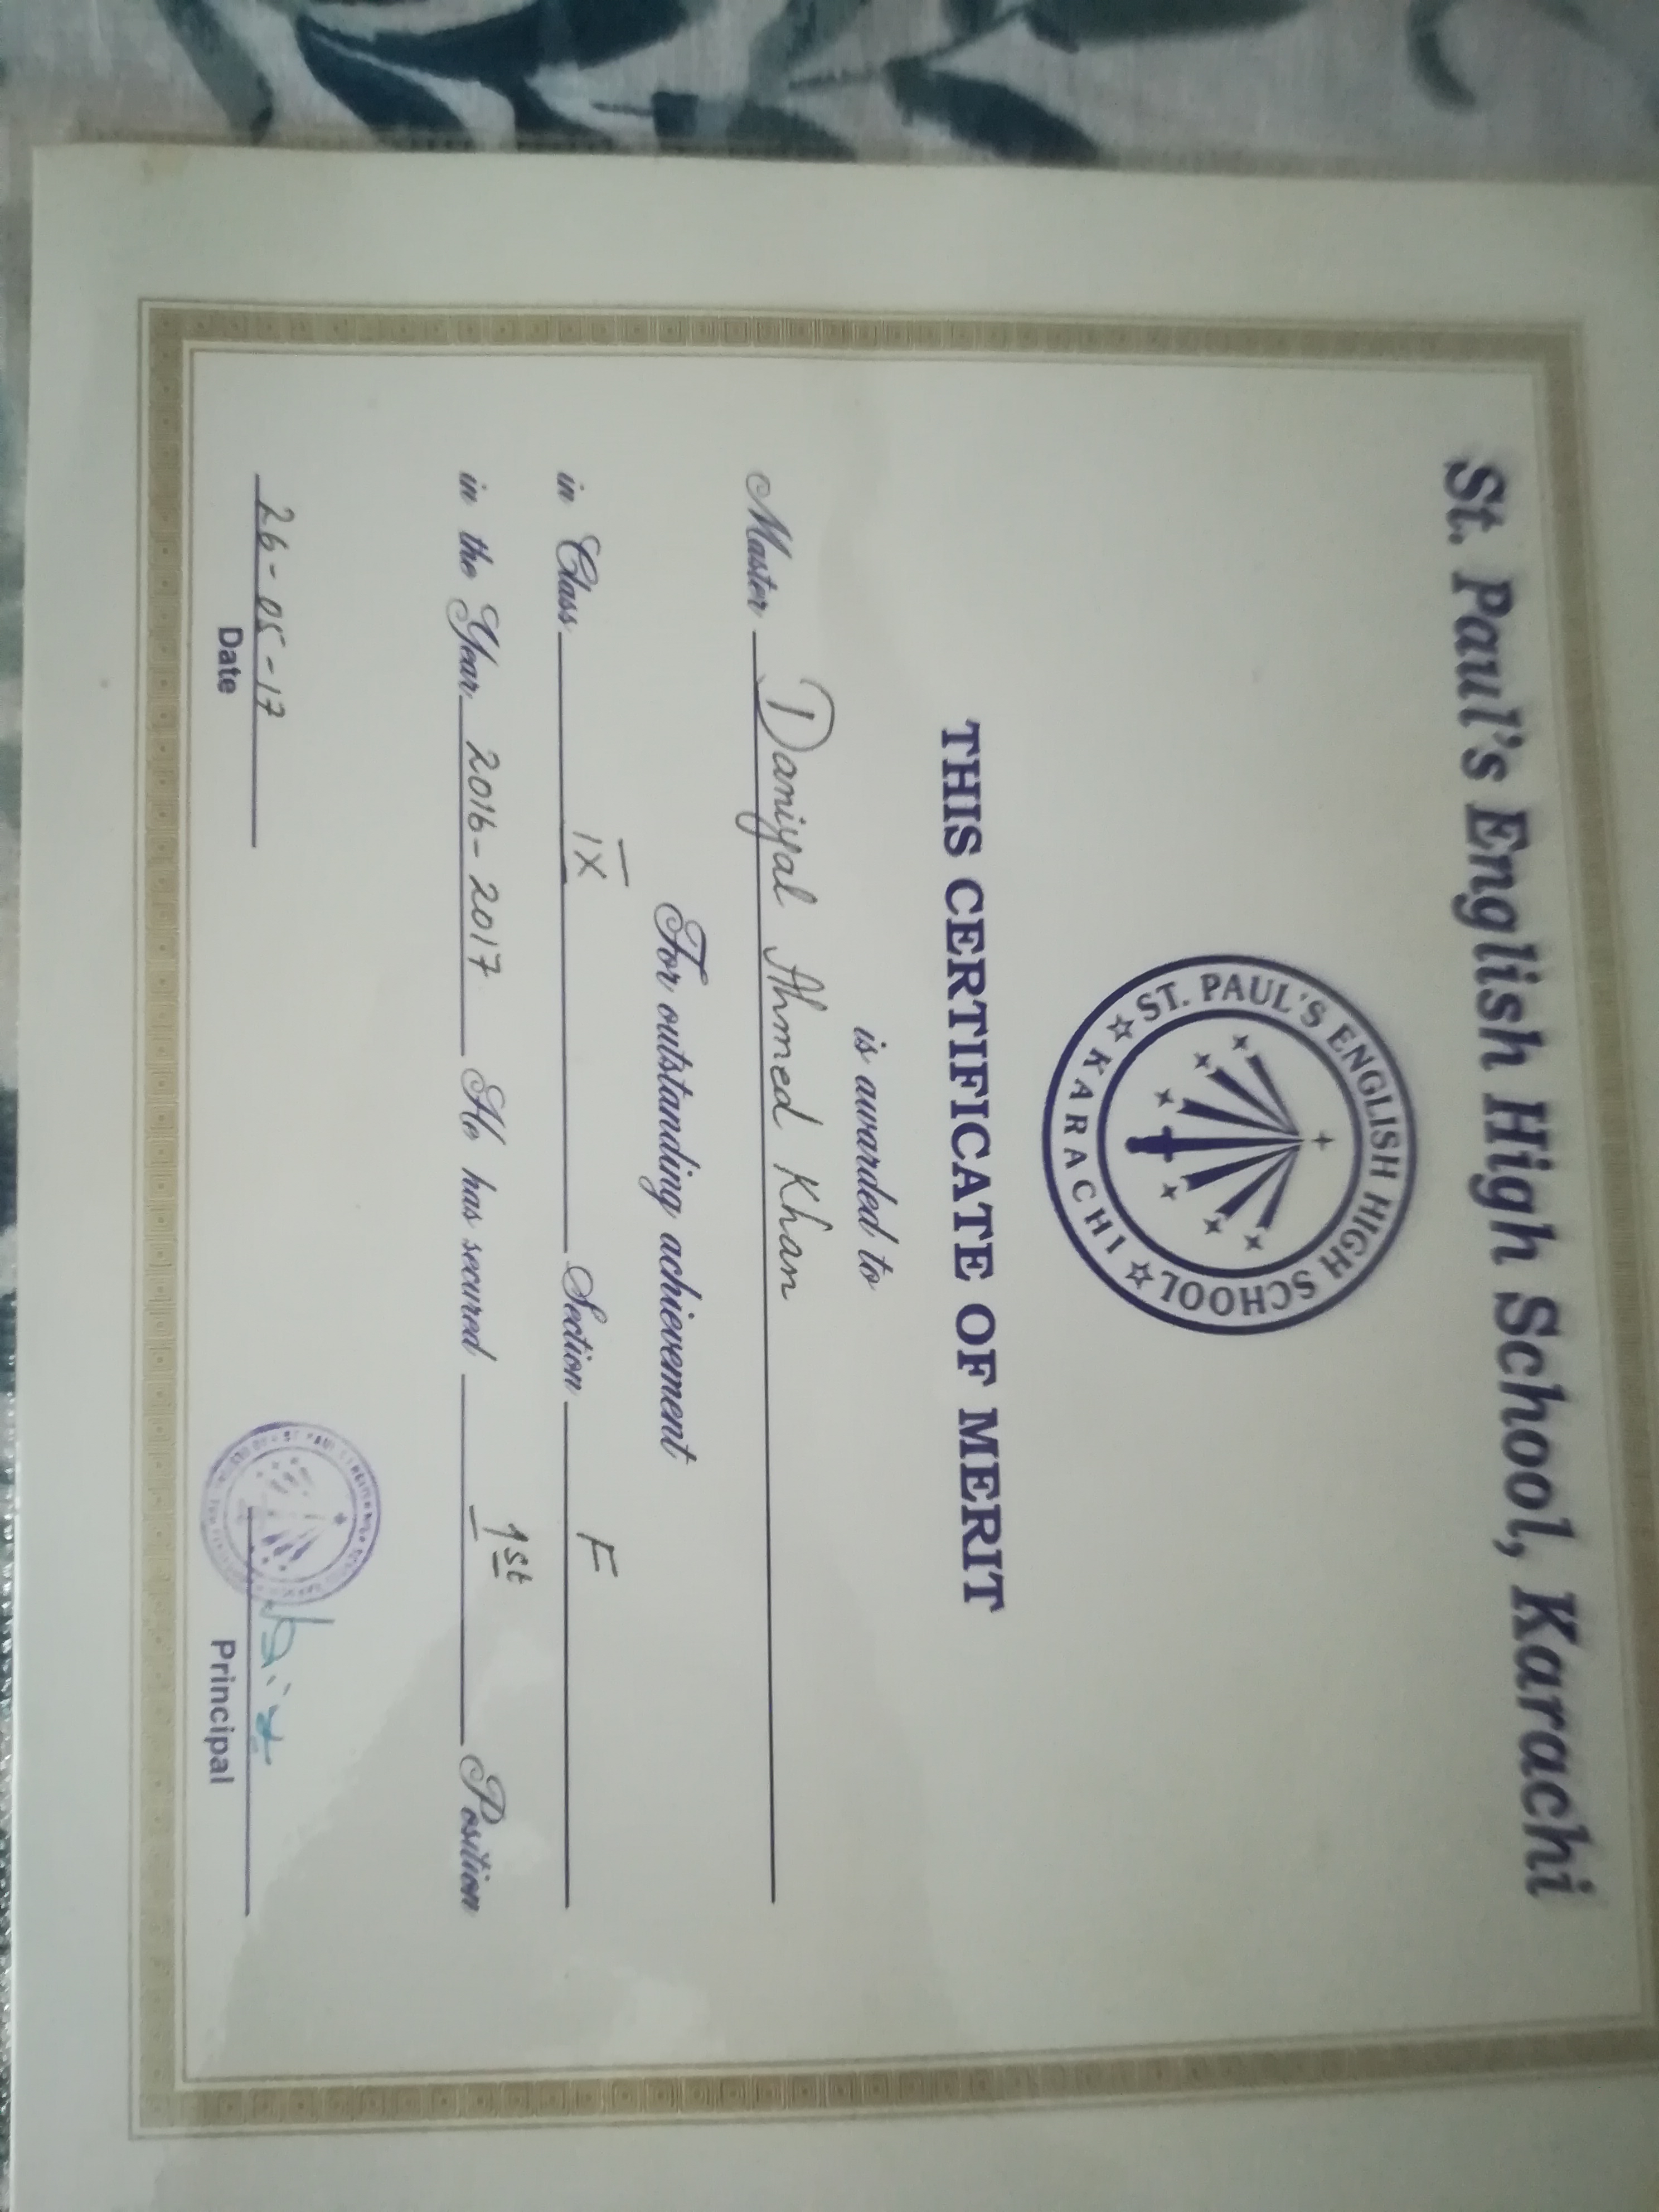 St. Paul's English High School, Karachi
ST. PAUL'S ENGLISH HIGH SCHOOL
KARACHI
THIS CERTIFICATE OF MERIT
is awarded to
Master Daniyal Ahmed Khan
For outstanding achievement
in Class IX Section F
in the Year 2016-2017 He has secured 1st Position
26-05-17
Date
Principal